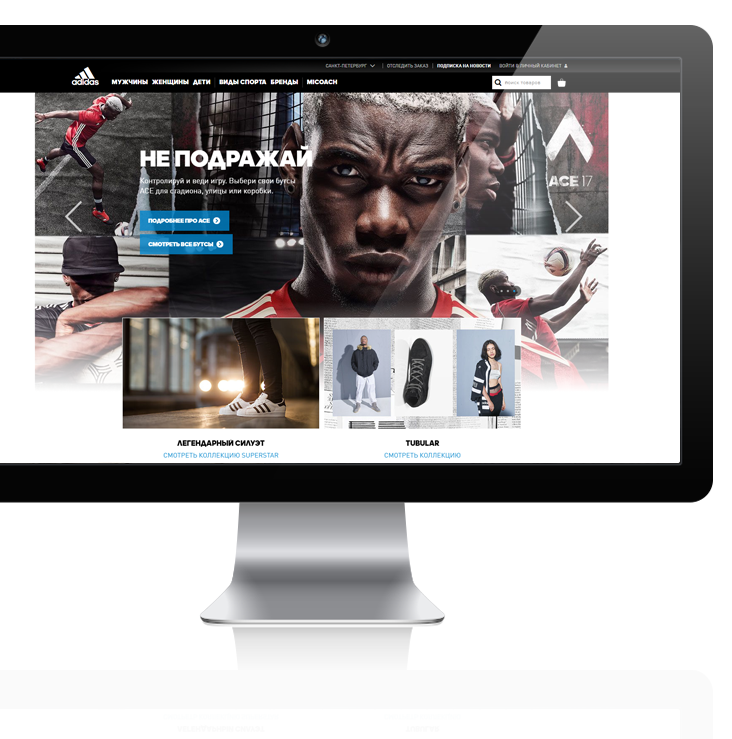 САНКТ-ПЕТЕРБУРГ
ОТСЛЕДИТЬ ЗАКАЗ
ПОДПИСКА НА НОВОСТИ
ВОЙТИ В ЛИЧНЫЙ КАБИНЕТ
adidas
МУЖЧИНЫ ЖЕНЩИНЫ ДЕТИ
ВИДЫ СПОРТА БРЕНДЫ
MICOACH
Поиск товаров
НЕ ПОДРАЖАЙ
Контролируй и веди игру. Выбери свои бутсы
ACE для стадиона, улицы или коробки.
ACE 17
ПОДРОБНЕЕ ПРО ACE
СМОТРЕТЬ ВСЕ БУТСЫ
ЛЕГЕНДАРНЫЙ СИЛУЭТ
СМОТРЕТЬ КОЛЛЕКЦИЮ SUPERSTAR
TUBULAR
СМОТРЕТЬ КОЛЛЕКЦИЮ